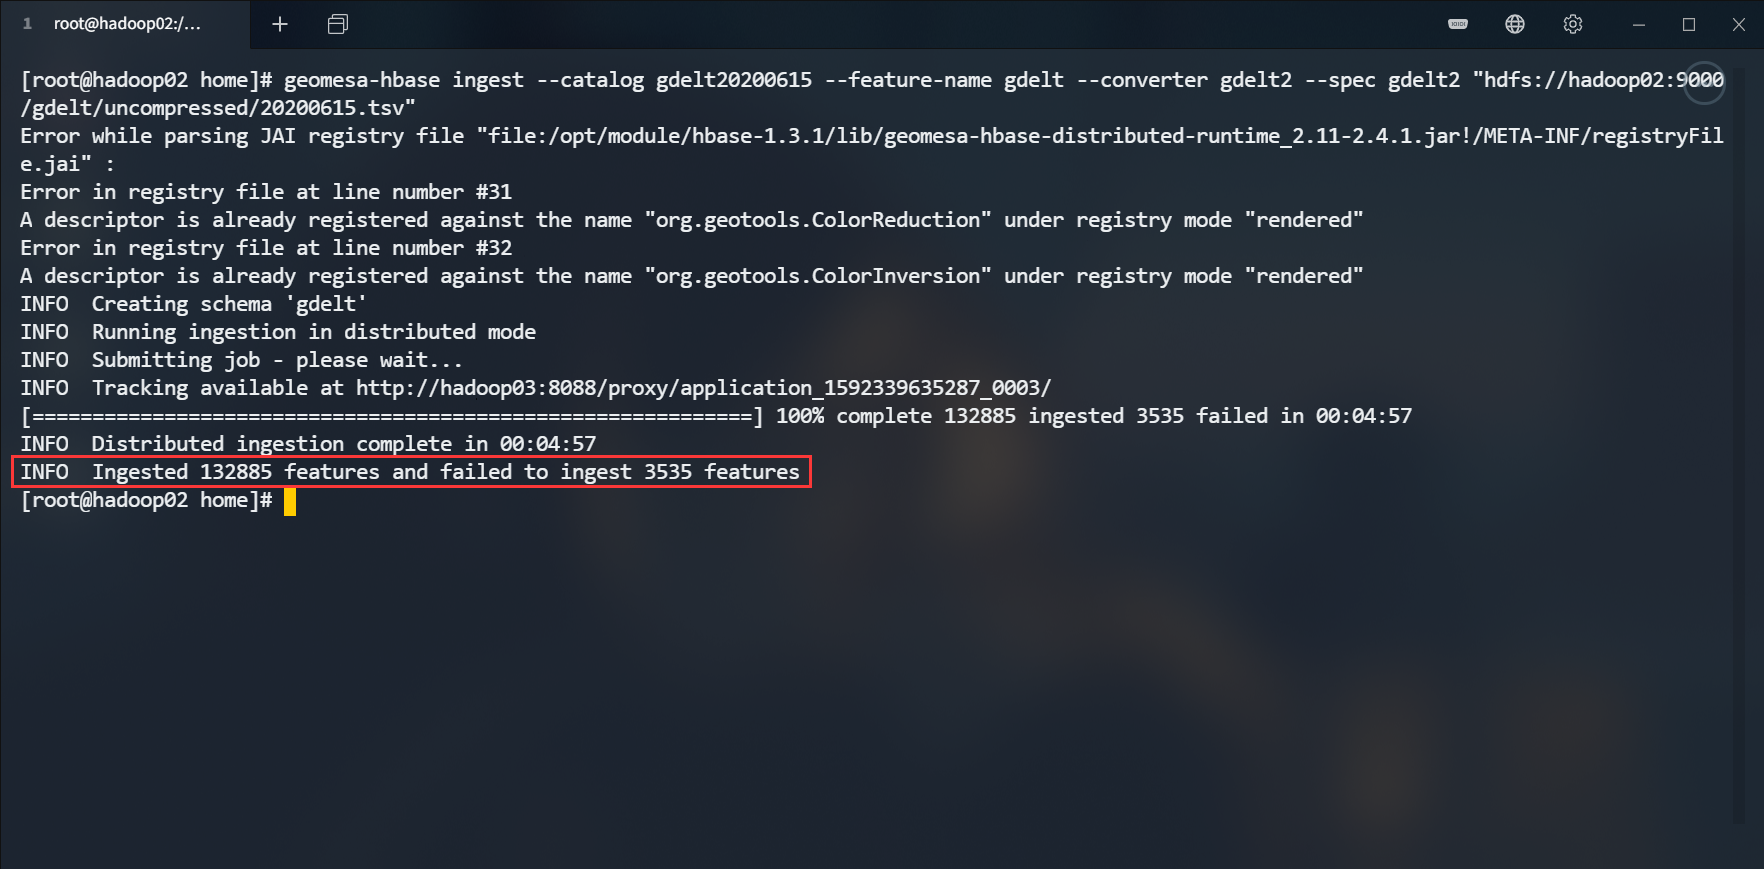 1 root@hadoop02:/...
[root@hadoop02 home]# geomesa-hbase ingest --catalog gdelt20200615 --feature-name gdelt --converter gdelt2 --spec gdelt2 "hdfs://hadoop02:9000
/gdelt/uncompressed/20200615.tsv"
Error while parsing JAI registry file "file:/opt/module/hbase-1.3.1/lib/geomesa-hbase-distributed-runtime_2.11-2.4.1.jar!/META-INF/registryFil
e.jai" :
Error in registry file at line number #31
A descriptor is already registered against the name "org.geotools.ColorReduction" under registry mode "rendered"
Error in registry file at line number #32
A descriptor is already registered against the name "org.geotools.ColorInversion" under registry mode "rendered"
INFO  Creating schema 'gdelt'
INFO  Running ingestion in distributed mode
INFO  Submitting job - please wait...
INFO  Tracking available at http://hadoop03:8088/proxy/application_1592339635287_0003/
[============================================================] 100% complete 132885 ingested 3535 failed in 00:04:57
INFO  Distributed ingestion complete in 00:04:57
INFO  Ingested 132885 features and failed to ingest 3535 features
[root@hadoop02 home]#